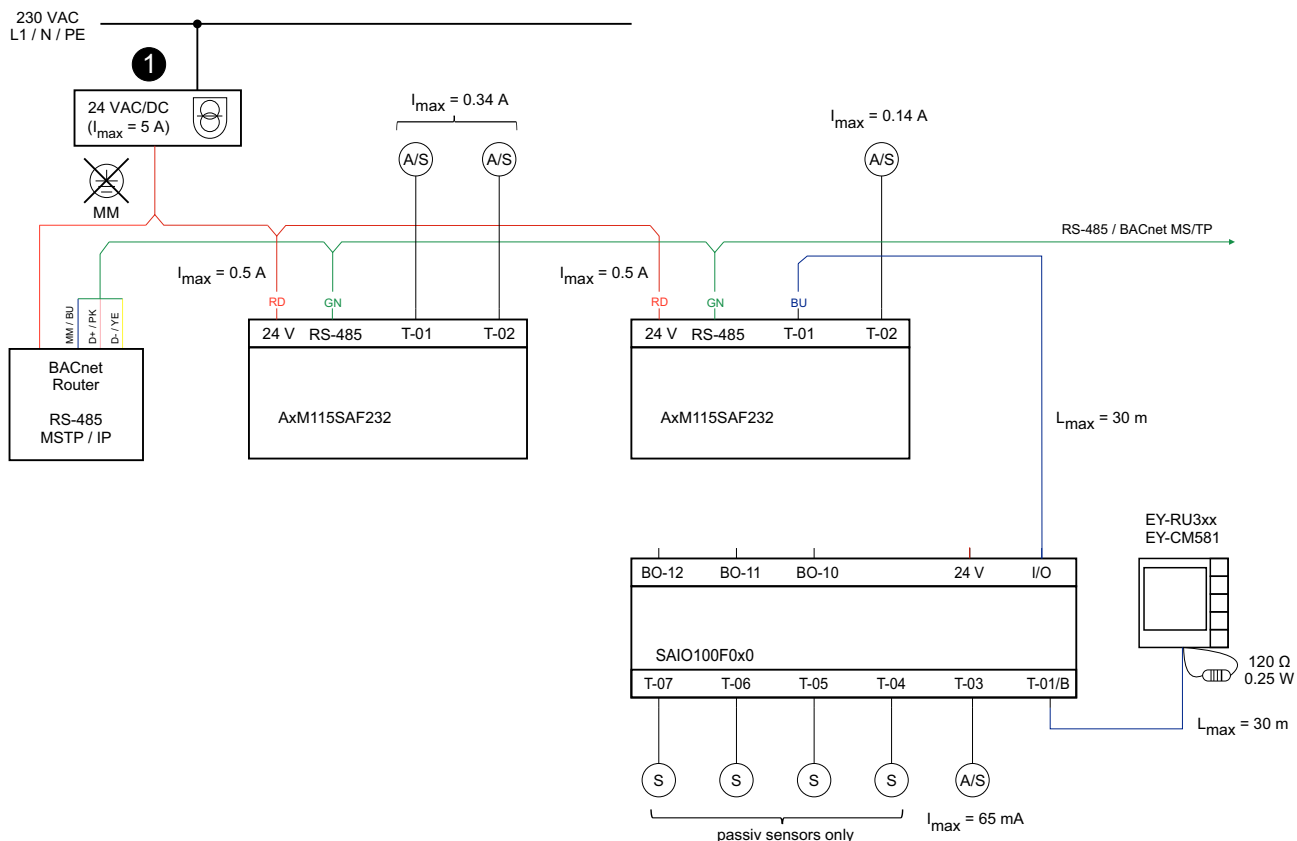 230 VAC
L1 / N / PE
1
24 VAC/DC
(Imax = 5 A)
MM
Imax = 0.34 A
A/S
A/S
Imax = 0.14 A
A/S
RS-485 / BACnet MS/TP
Imax = 0.5 A
Imax = 0.5 A
RD
GN
RD
GN
BU
MM / BU
D+ / PK
D- / YE
24 V
RS-485
T-01
T-02
AxM115SAF232
24 V
RS-485
T-01
T-02
AxM115SAF232
BACnet
Router
RS-485
MSTP / IP
Lmax = 30 m
EY-RU3xx
EY-CM581
120 Ω
0.25 W
Lmax = 30 m
BO-12
BO-11
BO-10
24 V
I/O
SAIO100F0x0
T-07
T-06
T-05
T-04
T-03
T-01/B
S
S
S
S
A/S
passiv sensors only
Imax = 65 mA